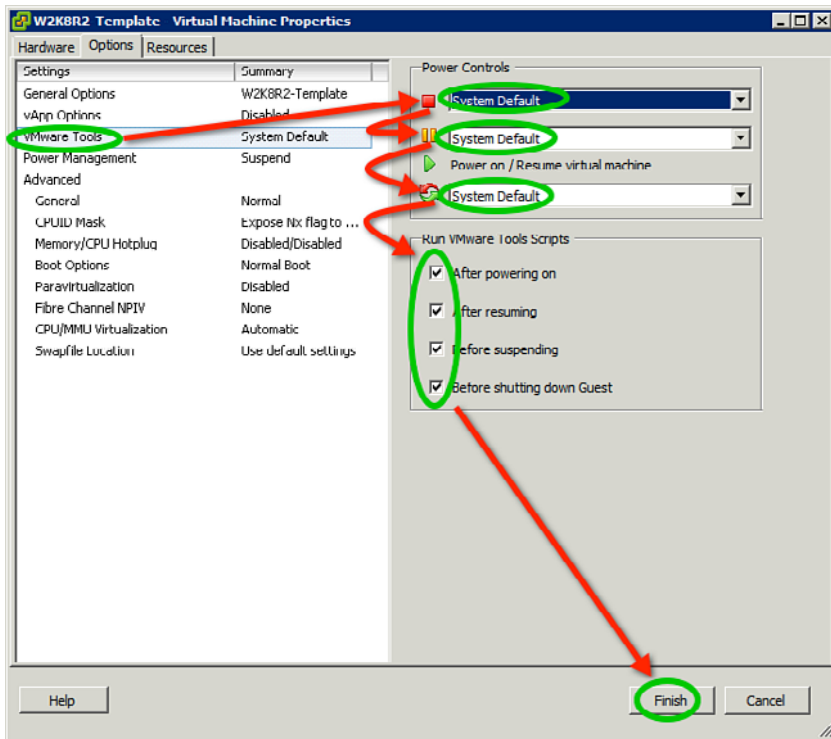 W2K8R2 Template Virtual Machine Properties
Hardware Options Resources
Settings Summary
General Options W2K8R2-Template
vApp Options Disabled
VMware Tools System Default
Power Management Suspend
Advanced
General Normal
CPUID Mask Expose Nx flag to ...
Memory/CPU Hotplug Disabled/Disabled
Boot Options Normal Boot
Paravirtualization Disabled
Fibre Channel NPIV None
CPU/MMU Virtualization Automatic
Swapfile Location Use default settings
Power Controls
System Default
System Default
Power on / Resume virtual machine
System Default
Run VMware Tools Scripts
After powering on
After resuming
Before suspending
Before shutting down Guest
Help Finish Cancel